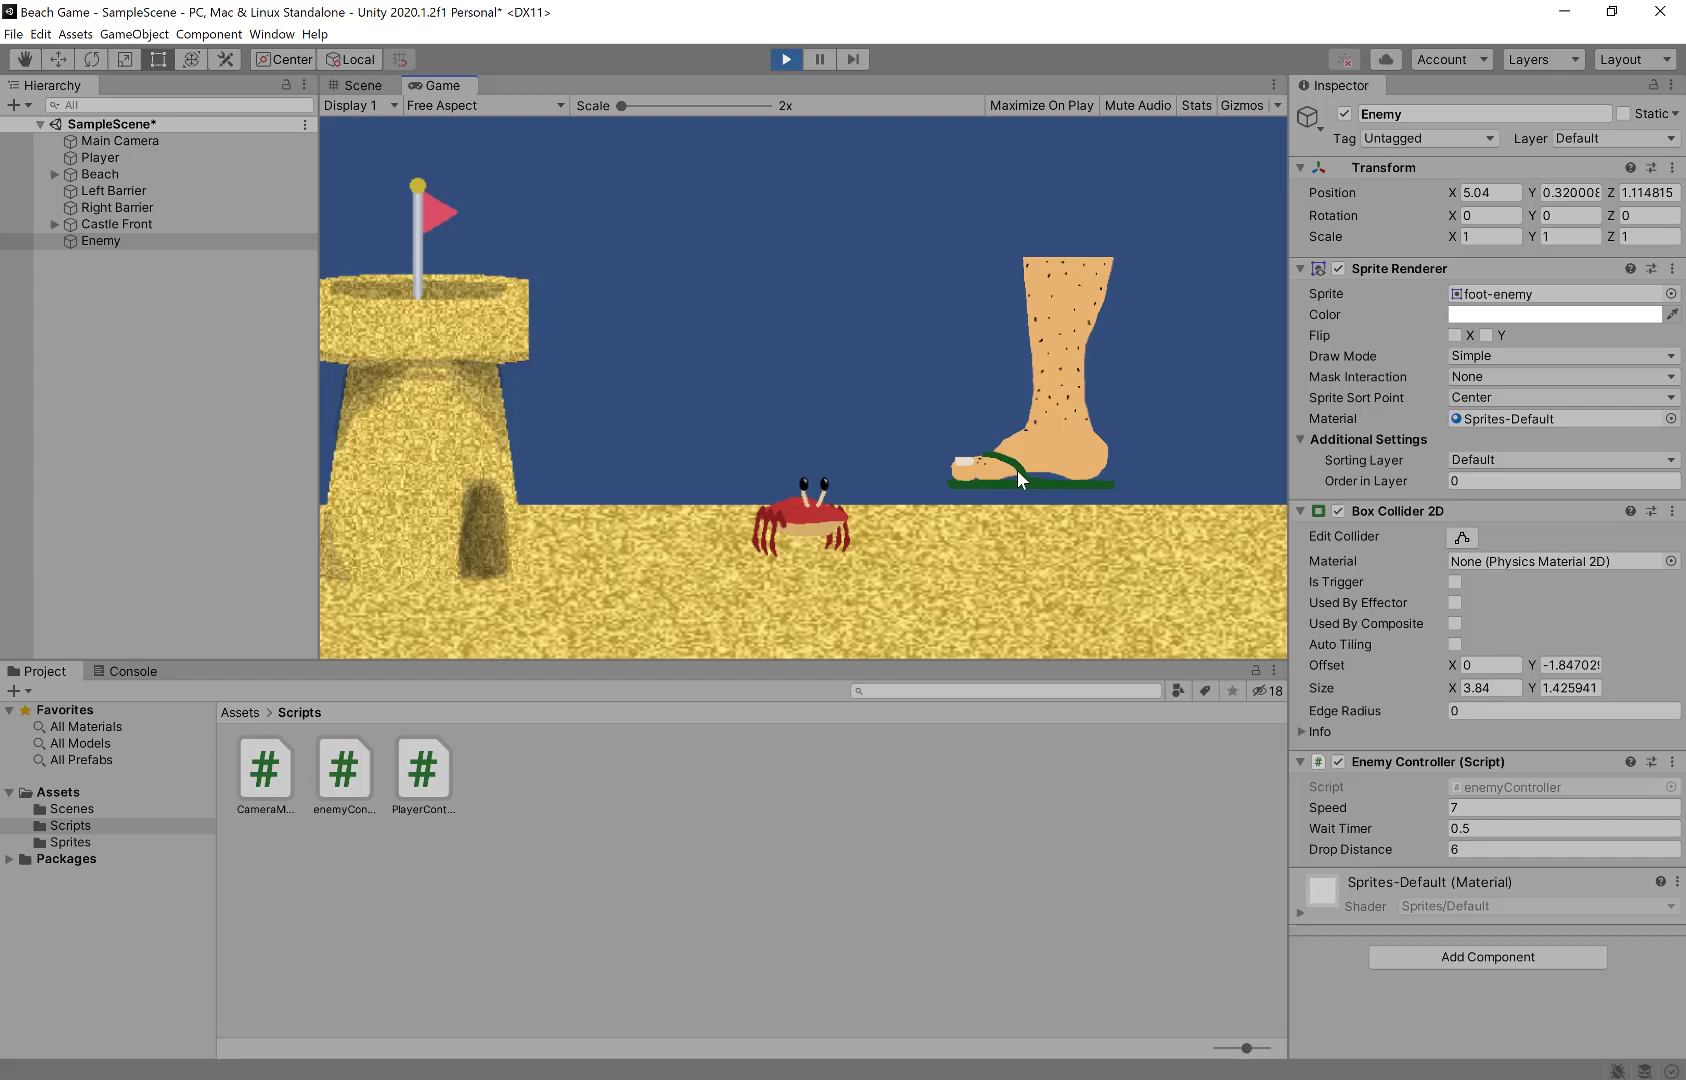 Beach Game - SampleScene - PC, Mac & Linux Standalone - Unity 2020.1.2f1 Personal* <DX11>
File Edit Assets GameObject Component Window Help
Center Local Account Layers Layout
Hierarchy
All
SampleScene*
Main Camera
Player
Beach
Left Barrier
Right Barrier
Castle Front
Enemy
Scene Game
Display 1 Free Aspect Scale 2x Maximize On Play Mute Audio Stats Gizmos
Inspector
Enemy Static
Tag Untagged Layer Default
Transform
Position X 5.04 Y 0.320008 Z 1.114815
Rotation X 0 Y 0 Z 0
Scale X 1 Y 1 Z 1
Sprite Renderer
Sprite foot-enemy
Color
Flip X Y
Draw Mode Simple
Mask Interaction None
Sprite Sort Point Center
Material Sprites-Default
Additional Settings
Sorting Layer Default
Order in Layer 0
Box Collider 2D
Edit Collider
Material None (Physics Material 2D)
Is Trigger
Used By Effector
Used By Composite
Auto Tiling
Offset X 0 Y -1.847029
Size X 3.84 Y 1.425941
Edge Radius 0
Info
Enemy Controller (Script)
Script # enemyController
Speed 7
Wait Timer 0.5
Drop Distance 6
Sprites-Default (Material)
Shader Sprites/Default
Add Component
Project Console
18
Favorites
All Materials
All Models
All Prefabs
Assets
Scenes
Scripts
Sprites
Packages
Assets > Scripts
# # #
CameraM... enemyCon... PlayerCont...